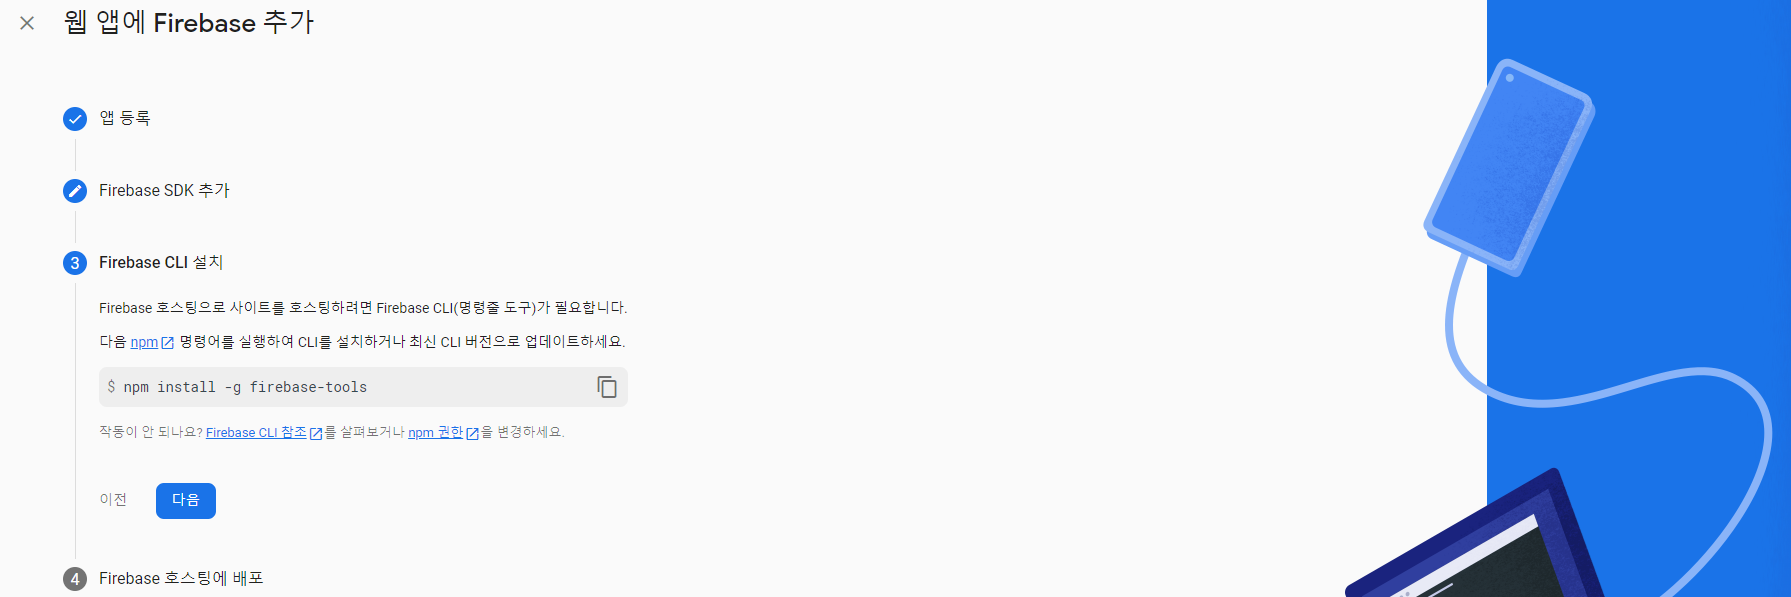 웹 앱에 Firebase 추가
앱 등록
Firebase SDK 추가
3 Firebase CLI 설치
Firebase 호스팅으로 사이트를 호스팅하려면 Firebase CLI(명령줄 도구)가 필요합니다.
다음 npm 명령어를 실행하여 CLI를 설치하거나 최신 CLI 버전으로 업데이트하세요.
$ npm install -g firebase-tools
작동이 안 되나요? Firebase CLI 참조를 살펴보거나 npm 권한을 변경하세요.
이전 다음
4 Firebase 호스팅에 배포